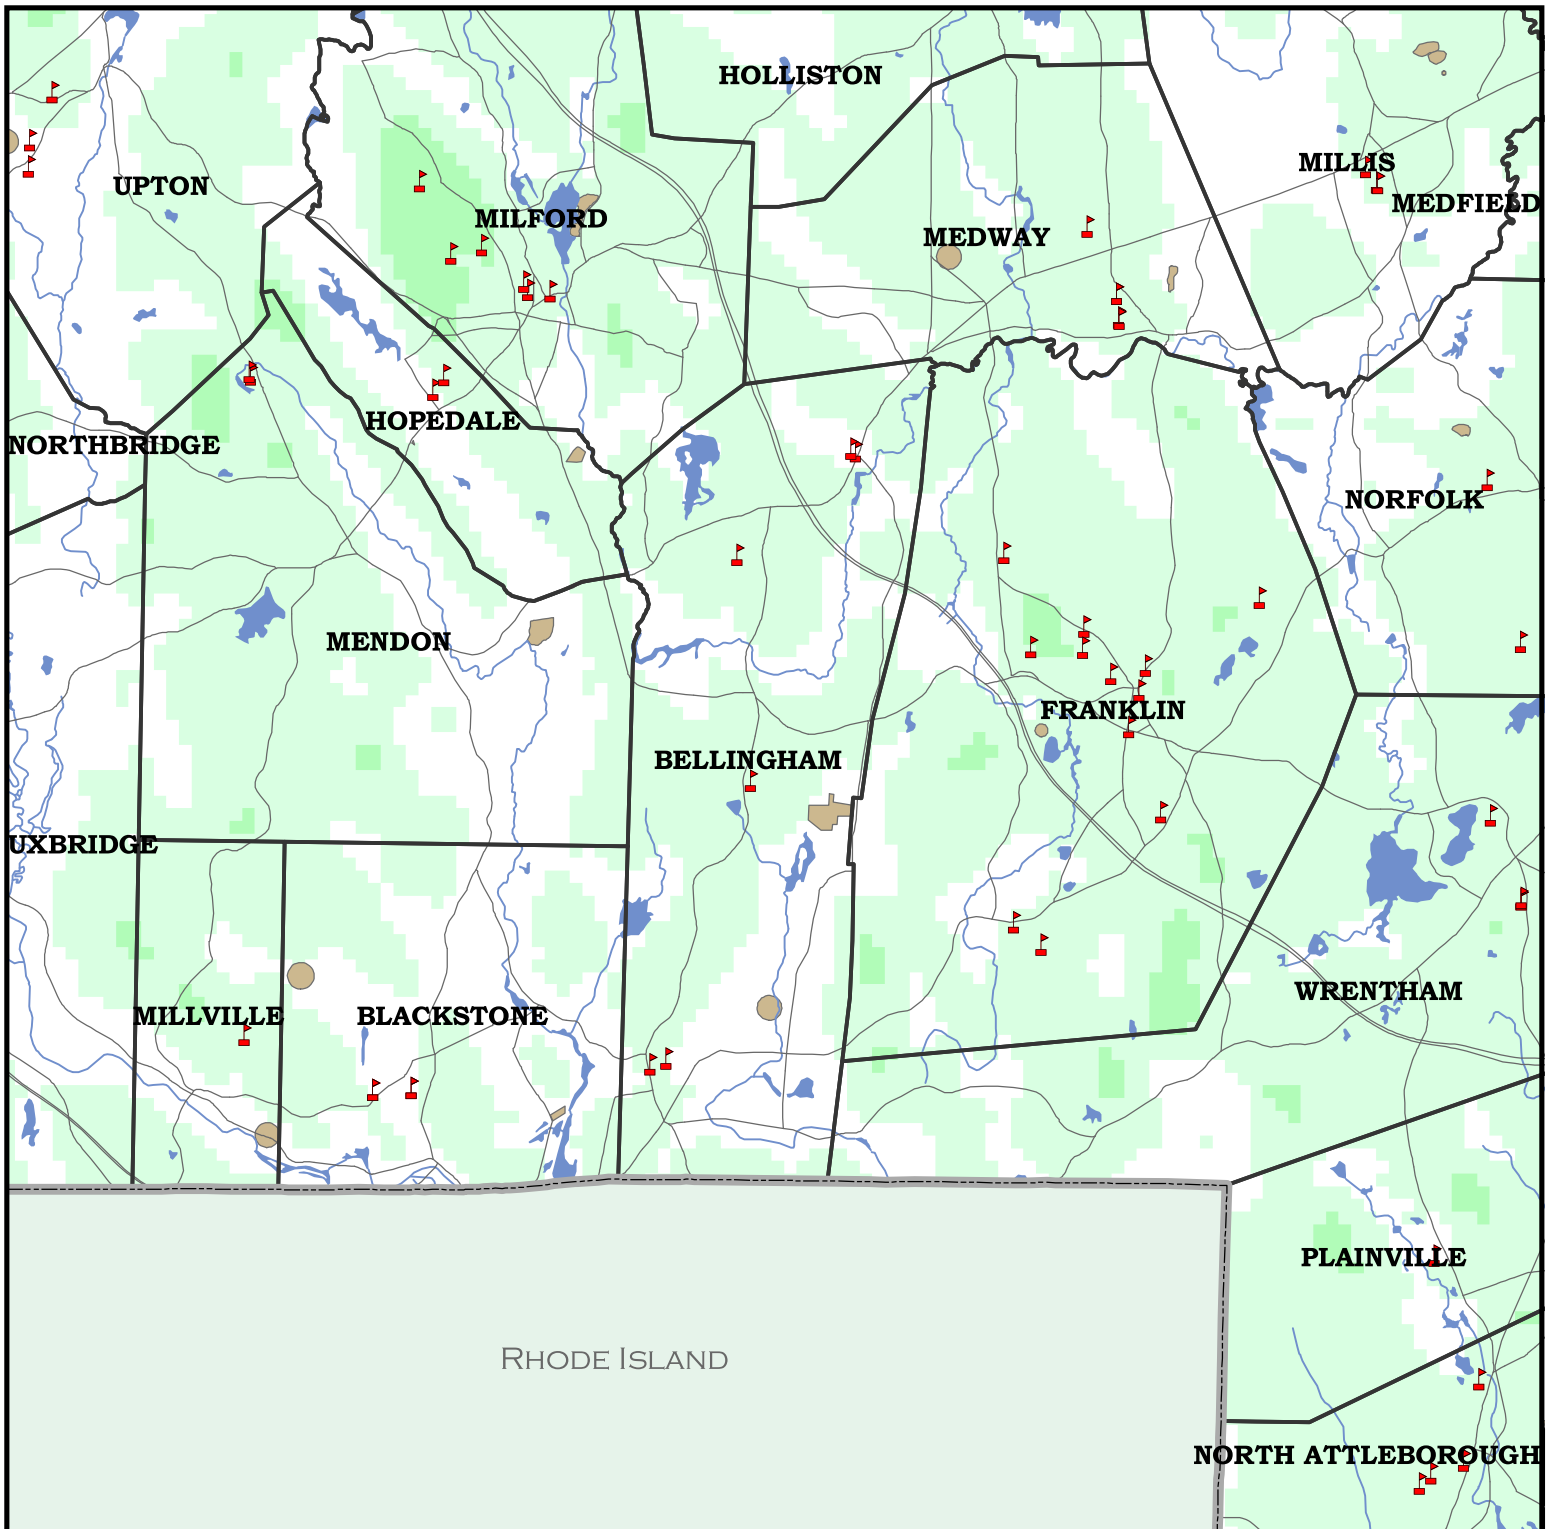 HOLLISTON
MILLIS
UPTON
MEDFIELD
MILFORD
MEDWAY
HOPEDALE
NORTHBRIDGE
NORFOLK
MENDON
FRANKLIN
BELLINGHAM
UXBRIDGE
WRENTHAM
MILLVILLE
BLACKSTONE
PLAINVILLE
RHODE ISLAND
NORTH ATTLEBOROUGH